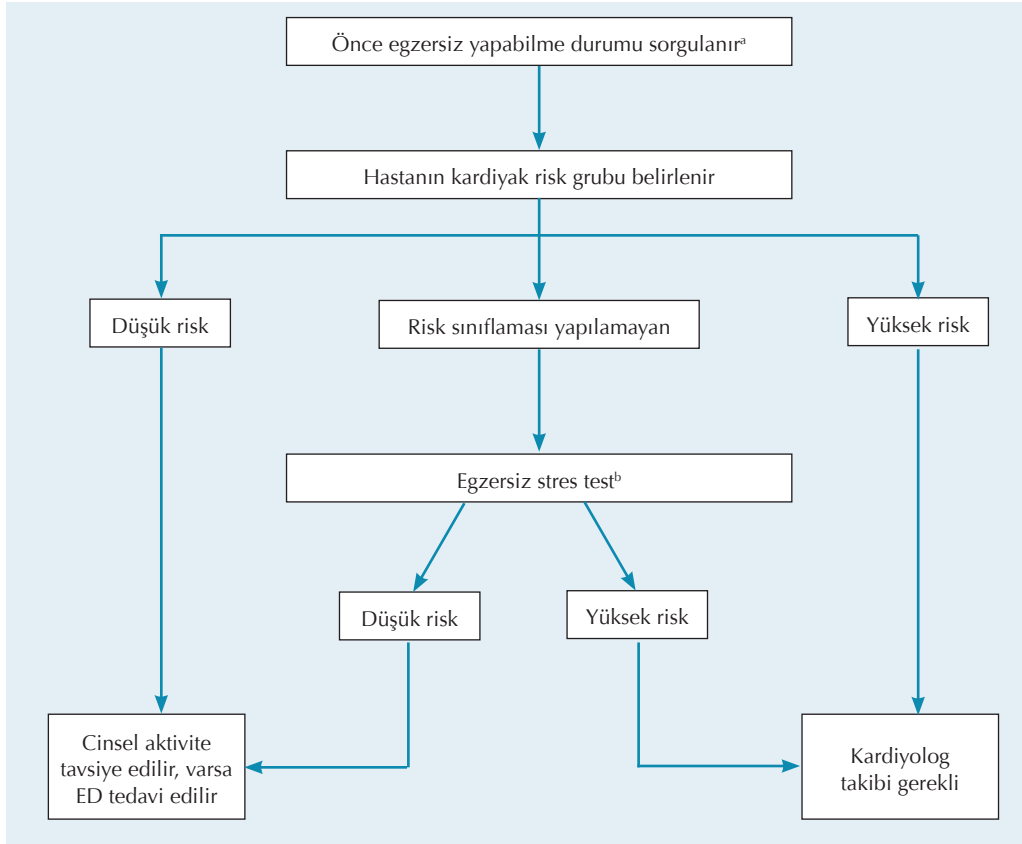 Önce egzersiz yapabilme durumu sorgulanırᵃ
Hastanın kardiyak risk grubu belirlenir
Düşük risk
Risk sınıflaması yapılamayan
Yüksek risk
Egzersiz stres testᵇ
Düşük risk
Yüksek risk
Cinsel aktivite
tavsiye edilir, varsa
ED tedavi edilir
Kardiyolog
takibi gerekli